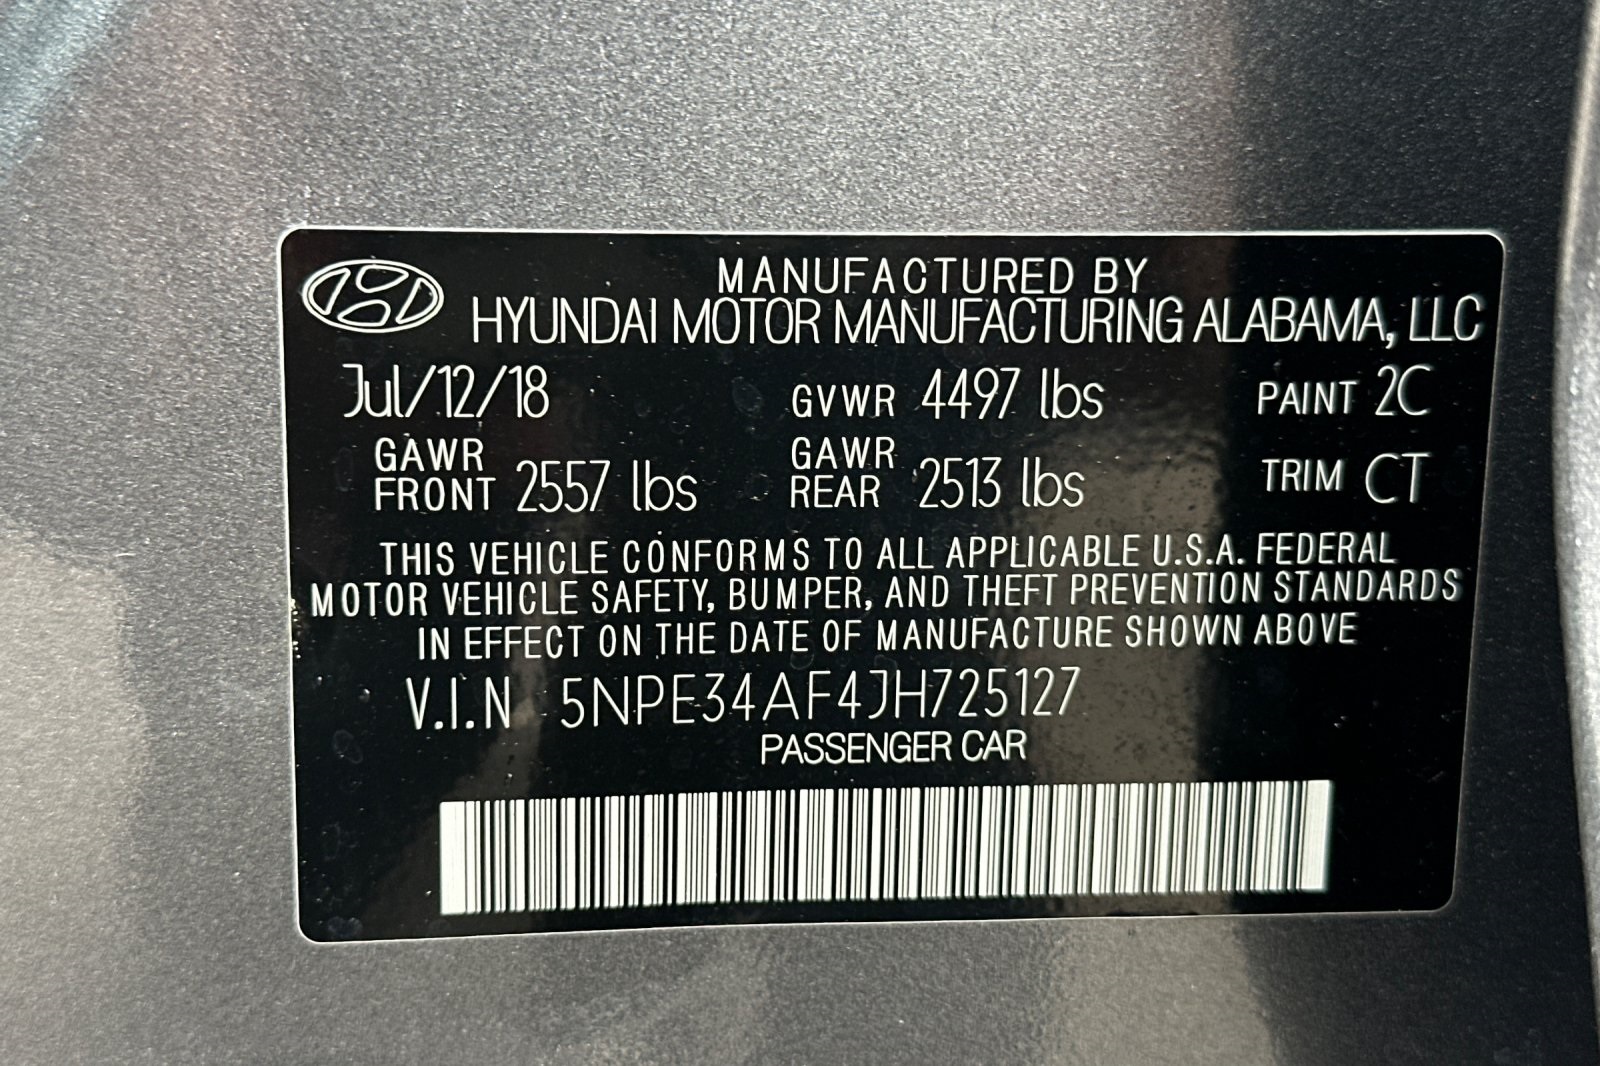 MANUFACTURED BY
HYUNDAI MOTOR MANUFACTURING ALABAMA, LLC
Jul/12/18 GVWR 4497 lbs PAINT 2C
GAWR FRONT 2557 lbs GAWR REAR 2513 lbs TRIM CT
THIS VEHICLE CONFORMS TO ALL APPLICABLE U.S.A. FEDERAL
MOTOR VEHICLE SAFETY, BUMPER, AND THEFT PREVENTION STANDARDS
IN EFFECT ON THE DATE OF MANUFACTURE SHOWN ABOVE
V.I.N 5NPE34AF4JH725127
PASSENGER CAR